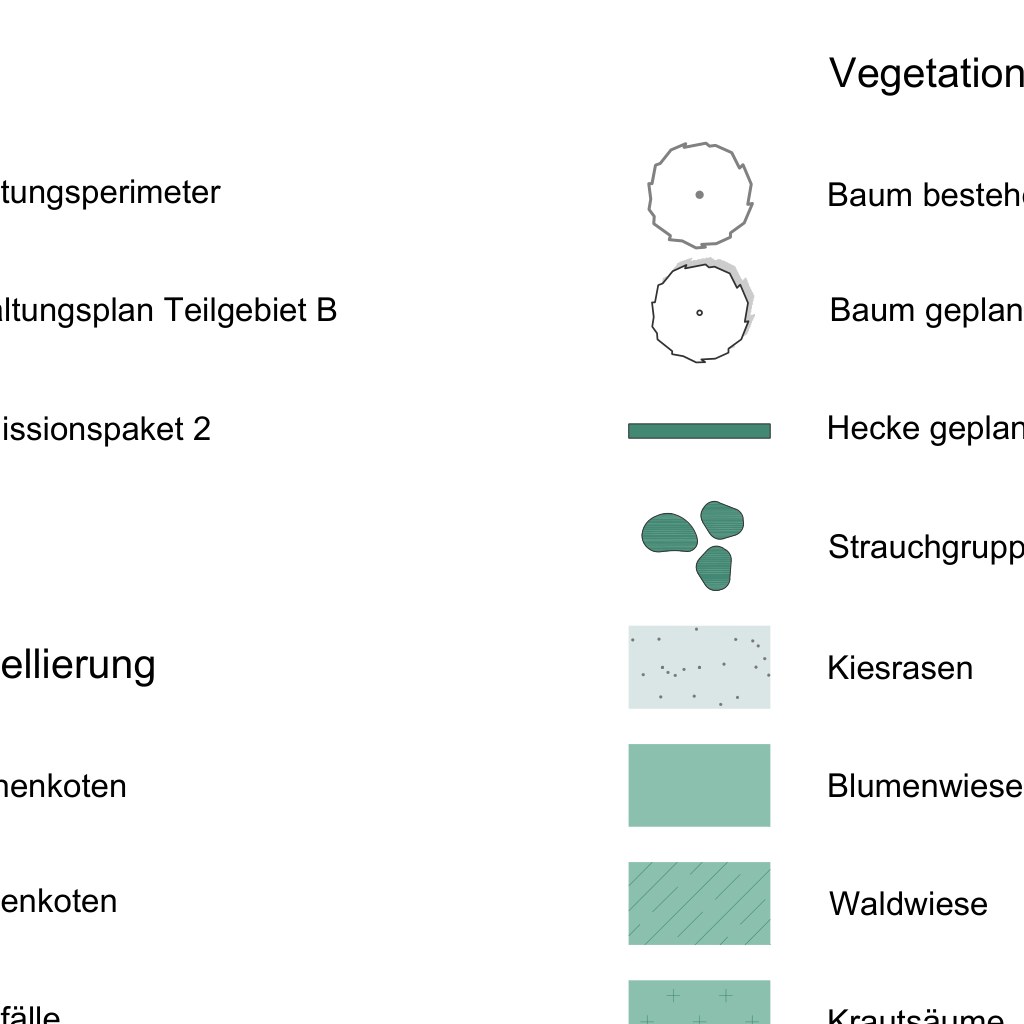 tungsperimeter
altungsplan Teilgebiet B
issionspaket 2
ellierung
enkoten
enkoten
fälle
Vegetation
Baum besteh
Baum geplan
Hecke geplan
Strauchgrupp
Kiesrasen
Blumenwiese
Waldwiese
Krautsäume